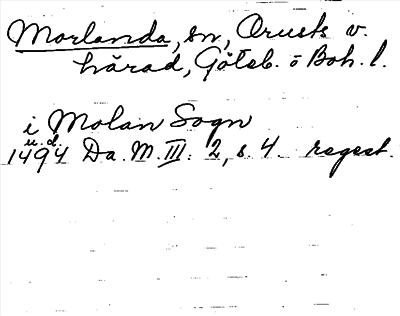 Morlanda, sn, Orusts v.
härad, Göteb. o Boh. l.
i Molan Sogn
u.d.
1494 Da. M. III. 2, s. 4. regest.